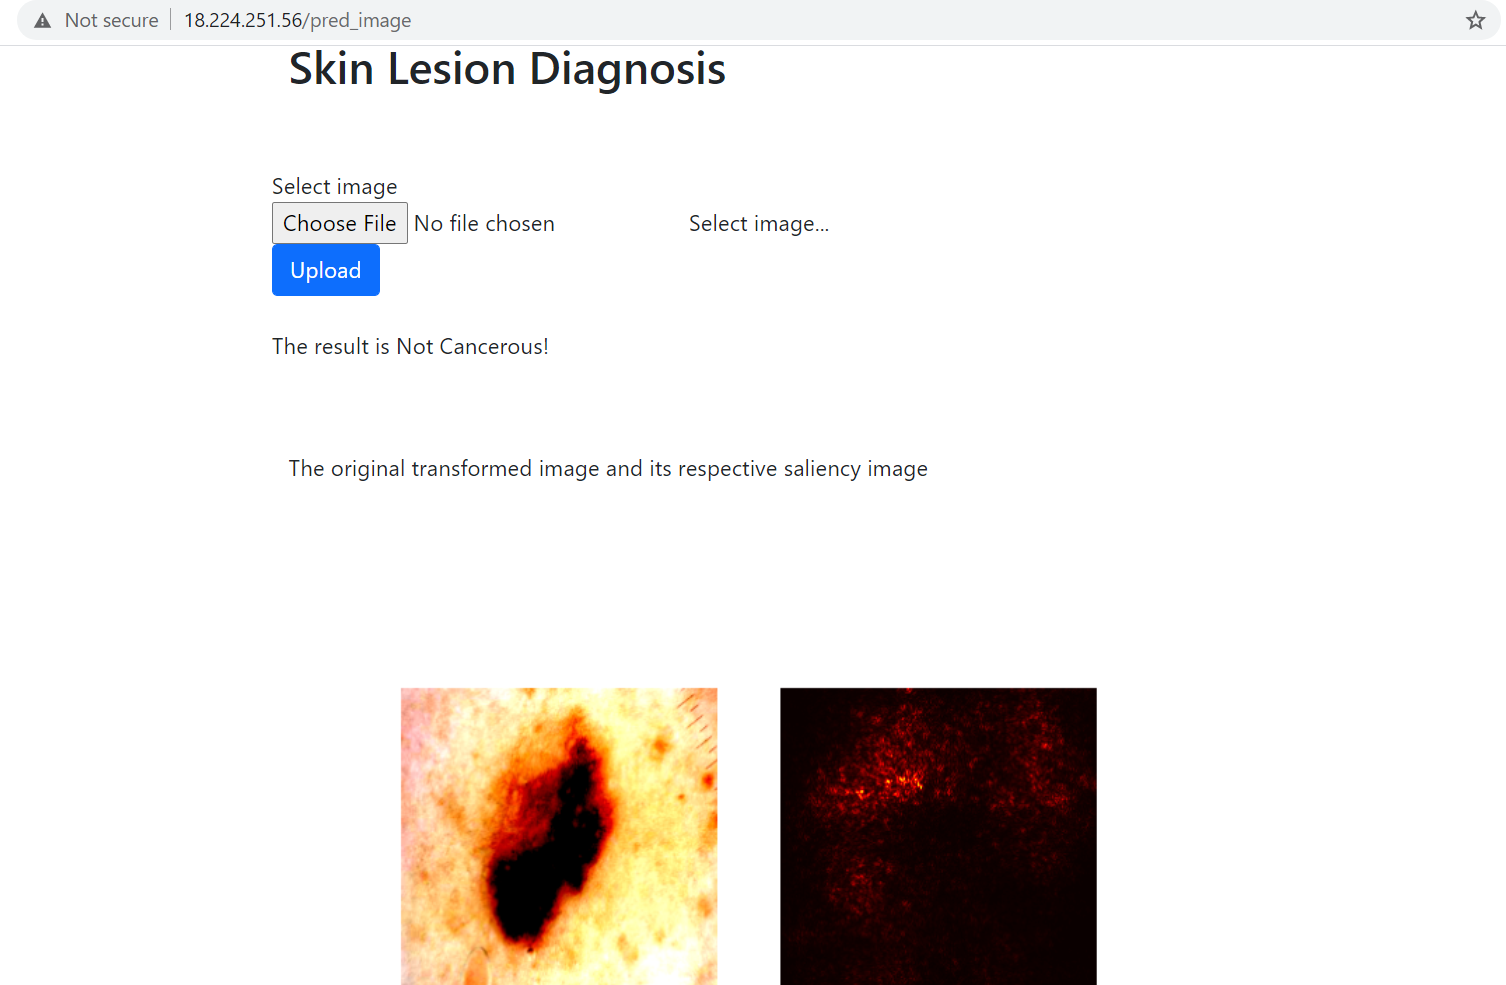 Not secure
18.224.251.56/pred_image
Skin Lesion Diagnosis
Select image
Choose File No file chosen Select image...
Upload
The result is Not Cancerous!
The original transformed image and its respective saliency image